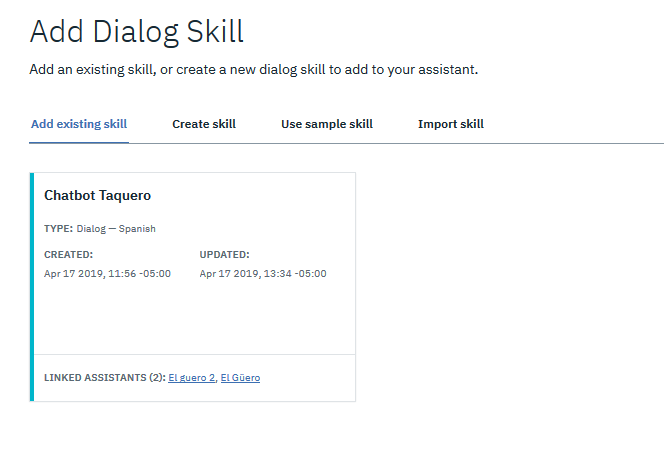 Add Dialog Skill
Add an existing skill, or create a new dialog skill to add to your assistant.
Add existing skill Create skill Use sample skill Import skill
Chatbot Taquero
TYPE: Dialog — Spanish
CREATED: UPDATED:
Apr 17 2019, 11:56 -05:00 Apr 17 2019, 13:34 -05:00
LINKED ASSISTANTS (2): El guero 2, El Güero